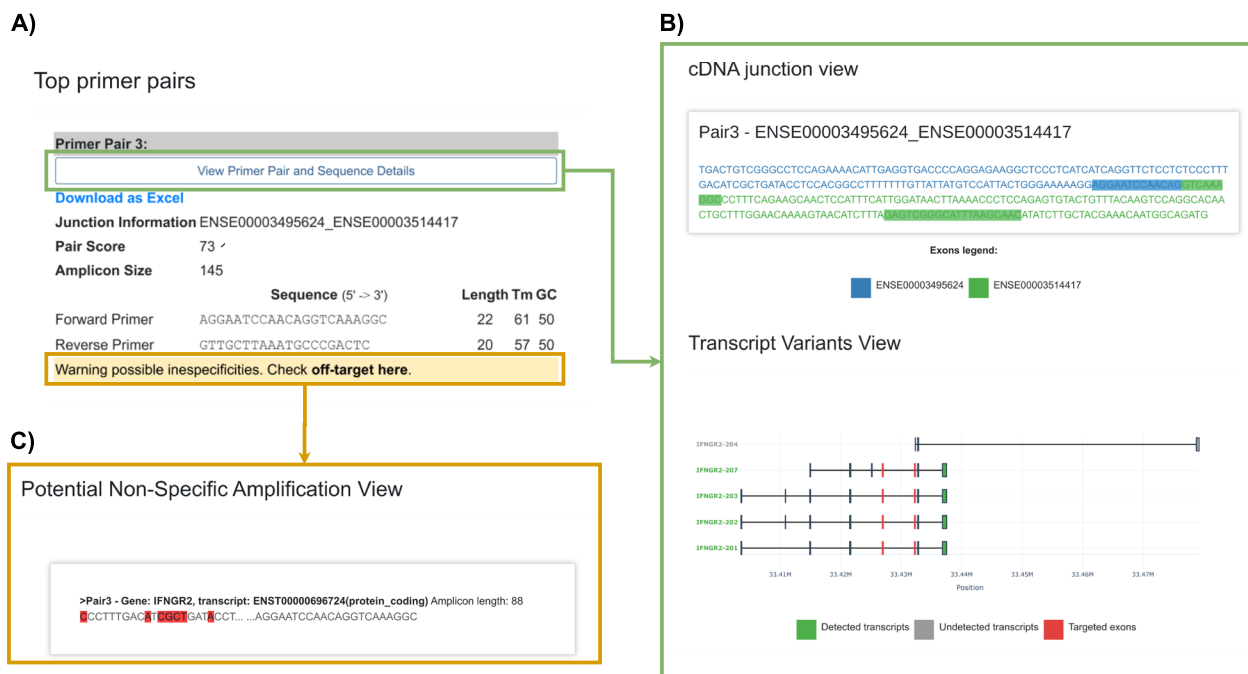 A)
Top primer pairs
Primer Pair 3:
View Primer Pair and Sequence Details
Download as Excel
Junction Information ENSE00003495624_ENSE00003514417
Pair Score 73
Amplicon Size 145
Sequence (5' -> 3') Length Tm GC
Forward Primer AGGAATCCAACAGGTCAAAGGC 22 61 50
Reverse Primer GTTGCTTAAATGCCCGACTC 20 57 50
Warning possible inespecificities. Check off-target here.
B)
cDNA junction view
Pair3 - ENSE00003495624_ENSE00003514417
TGACTGTCGGGCCTCCAGAAAACATTGAGGTGACCCCAGGAGAAGGCTCCCTCATCATCAGGTTCTCCTCTCCCTTT
GACATCGCTGATACCTCCACGGCCTTTTTTTGTTATTATGTCCATTACTGGGAAAAAGGAGGAATCCAACAGGTCAAA
GGCCCTTTCAGAAGCAACTCCATTTCATTGGATAACTTAAAACCCTCCAGAGTGTACTGTTTACAAGTCCAGGCACAA
CTGCTTTGGAACAAAAGTAACATCTTTAGAGTCGGGCATTTAAGCAACATATCTTGCTACGAAACAATGGCAGATG
Exons legend:
ENSE00003495624 ENSE00003514417
Transcript Variants View
IFNGR2-204
IFNGR2-207
IFNGR2-203
IFNGR2-202
IFNGR2-201
33.41M 33.42M 33.43M 33.44M 33.45M 33.46M 33.47M
Position
Detected transcripts Undetected transcripts Targeted exons
C)
Potential Non-Specific Amplification View
>Pair3 - Gene: IFNGR2, transcript: ENST00000696724(protein_coding) Amplicon length: 88
CCCTTTGACATCGCTGATACCT... ...AGGAATCCAACAGGTCAAAGGC